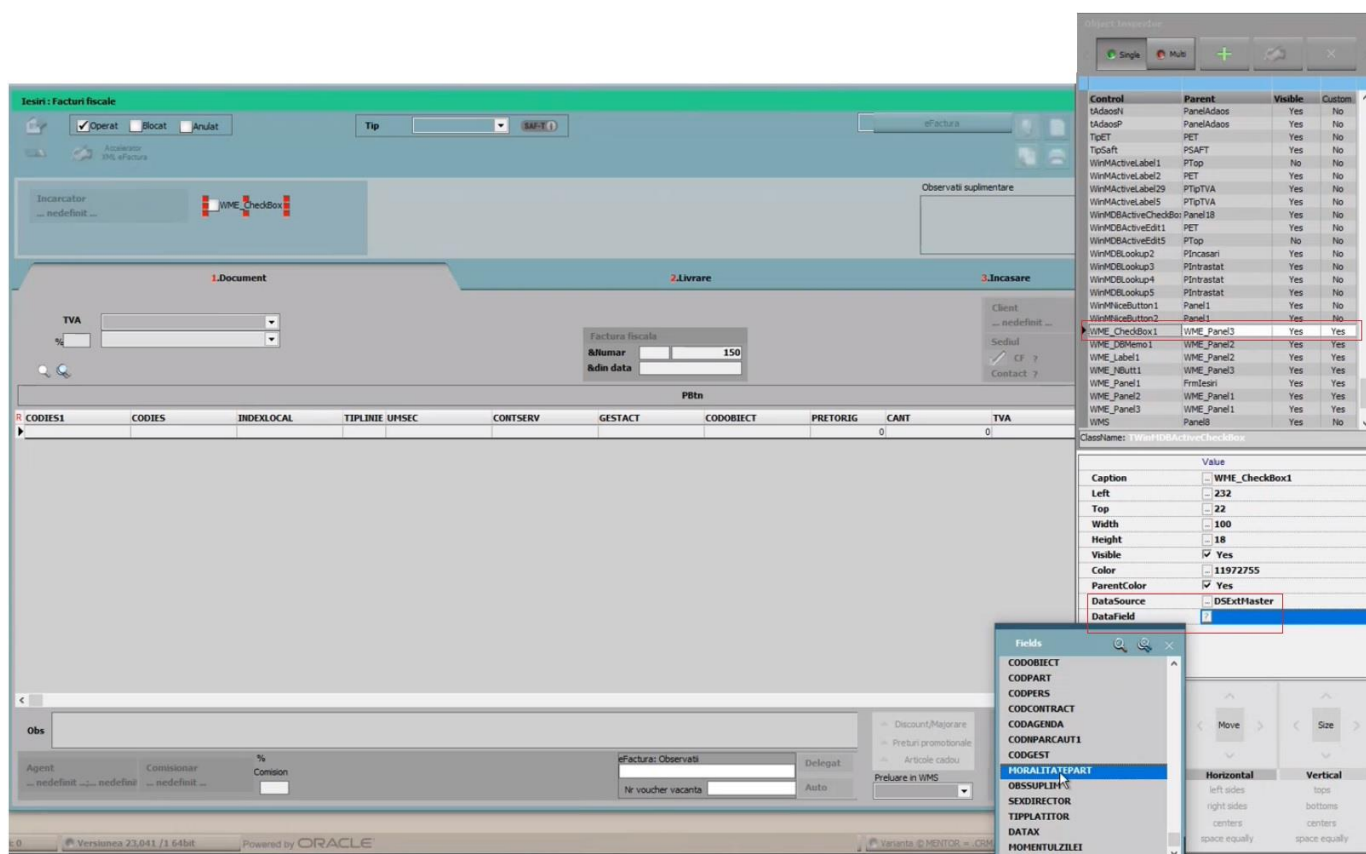 Object Inspector
Single Multi
Iesiri : Facturi fiscale
Operat Blocat Anulat
Tip
SAF-T
eFactura
Accelerator
XML eFactura
Incarcator
... nedefinit ...
WME_CheckBox
Observatii suplimentare
1.Document
2.Livrare
3.Incasare
TVA
%
Factura fiscala
&Numar 150
&din data
Client
... nedefinit ...
Sediul
CF ?
Contact ?
PBtn
R CODIES1 CODIES INDEXLOCAL TIPLINIE UMSEC CONTSERV GESTACT CODOBIECT PRETORIG CANT TVA
0 0
Obs
Discount/Majorare
Preturi promotionale
Articole cadou
Preluare in WMS
Agent
... nedefinit ...
Comisionar
... nedefinit ...
%
Comision
eFactura: Observatii
Nr voucher vacanta
Delegat
Auto
Versiunea 23,041 /1 64bit
Powered by ORACLE
Varianta © MENTOR
Control Parent Visible Custom
tAdaosN PanelAdaos Yes No
tAdaosP PanelAdaos Yes No
TipET PET Yes No
TipSaft PSAFT Yes No
WinMActiveLabel1 PTop No No
WinMActiveLabel2 PET Yes No
WinMActiveLabel29 PTipTVA Yes No
WinMActiveLabel5 PTipTVA Yes No
WinMDBActiveCheckBo: Panel18 Yes No
WinMDBActiveEdit1 PET Yes No
WinMDBActiveEdit5 PTop No No
WinMDBLookup2 PIncasari Yes No
WinMDBLookup3 PIntrastat Yes No
WinMDBLookup4 PIntrastat Yes No
WinMDBLookup5 PIntrastat Yes No
WinMNiceButton1 Panel1 Yes No
WinMNiceButton2 Panel1 Yes No
WME_CheckBox1 WME_Panel3 Yes Yes
WME_DBMemo1 WME_Panel2 Yes Yes
WME_Label1 WME_Panel2 Yes Yes
WME_NButt1 WME_Panel3 Yes Yes
WME_Panel1 FrmIesiri Yes Yes
WME_Panel2 WME_Panel1 Yes Yes
WME_Panel3 WME_Panel1 Yes Yes
WMS Panel8 Yes No
ClassName: TWinMDBActiveCheckBox
Value
Caption WME_CheckBox1
Left 232
Top 22
Width 100
Height 18
Visible Yes
Color 11972755
ParentColor Yes
DataSource DSExtMaster
DataField ?
Fields
CODOBIECT
CODPART
CODPERS
CODCONTRACT
CODAGENDA
CODNPARCAUT1
CODGEST
MORALITATEPART
OBSSUPLIM
SEXDIRECTOR
TIPPLATITOR
DATAX
MOMENTULZILEI
Move Size
Horizontal Vertical
left sides tops
right sides bottoms
centers centers
space equally space equally